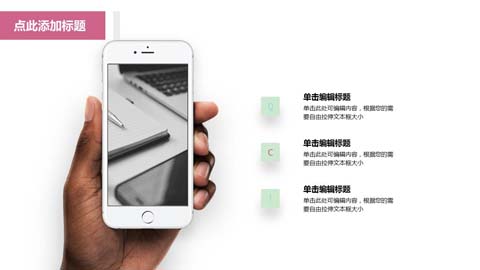 点此添加标题
Q
单击编辑标题
单击此处可编辑内容，根据您的需
要自由拉伸文本框大小
C
单击编辑标题
单击此处可编辑内容，根据您的需
要自由拉伸文本框大小
单击编辑标题
单击此处可编辑内容，根据您的需
要自由拉伸文本框大小